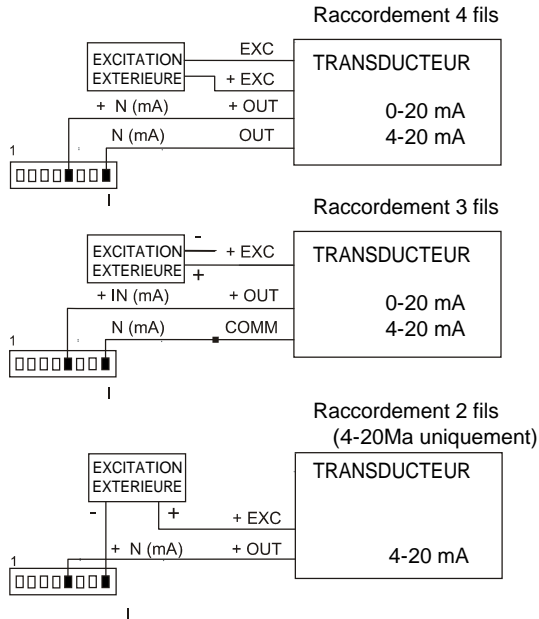 Raccordement 4 fils
EXCITATION
EXTERIEURE
EXC
+ EXC
TRANSDUCTEUR
+ N (mA)
+ OUT
0-20 mA
N (mA)
OUT
4-20 mA
1
I
Raccordement 3 fils
EXCITATION
EXTERIEURE
-
+
+ EXC
TRANSDUCTEUR
+ IN (mA)
+ OUT
0-20 mA
N (mA)
COMM
4-20 mA
1
I
Raccordement 2 fils
(4-20Ma uniquement)
EXCITATION
EXTERIEURE
TRANSDUCTEUR
-
+
+ EXC
+ N (mA)
+ OUT
4-20 mA
1
I